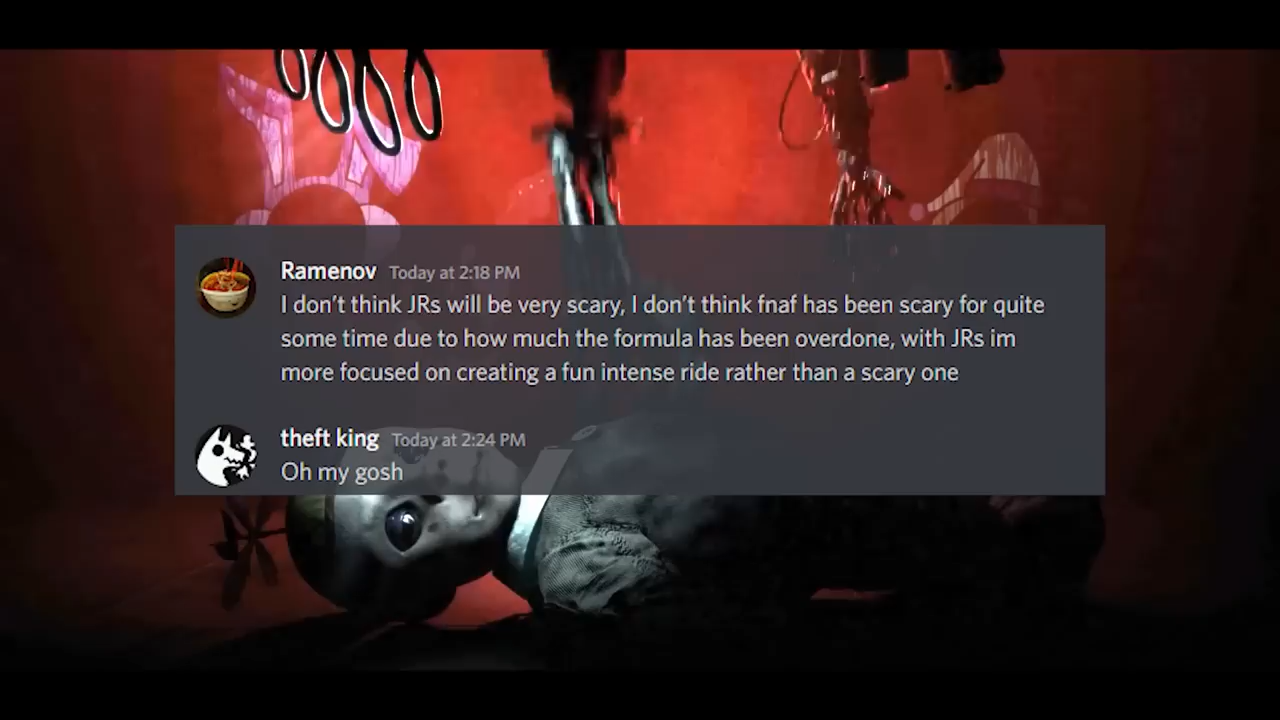 Ramenov Today at 2:18 PM
I don't think JRs will be very scary, I don't think fnaf has been scary for quite
some time due to how much the formula has been overdone, with JRs im
more focused on creating a fun intense ride rather than a scary one
theft king Today at 2:24 PM
Oh my gosh